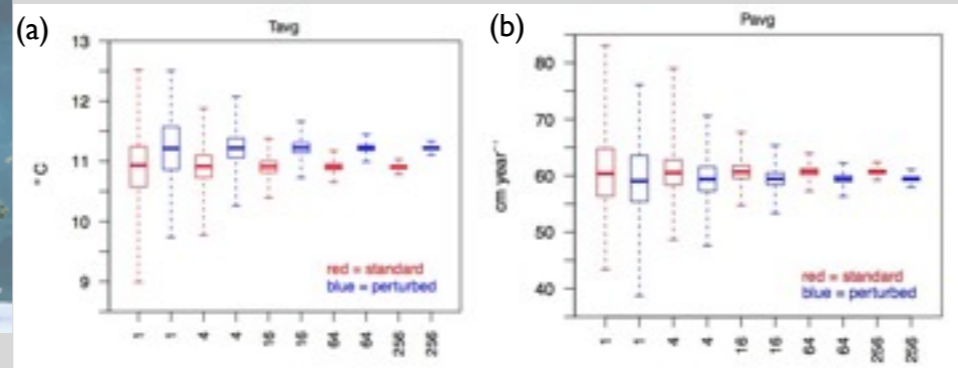 (a)
Tavg
13
12
11
10
9
°C
red = standard
blue = perturbed
1 1 4 4 16 16 64 64 256 256
(b)
Pavg
80
70
60
50
40
cm year⁻¹
red = standard
blue = perturbed
1 1 4 4 16 16 64 64 256 256